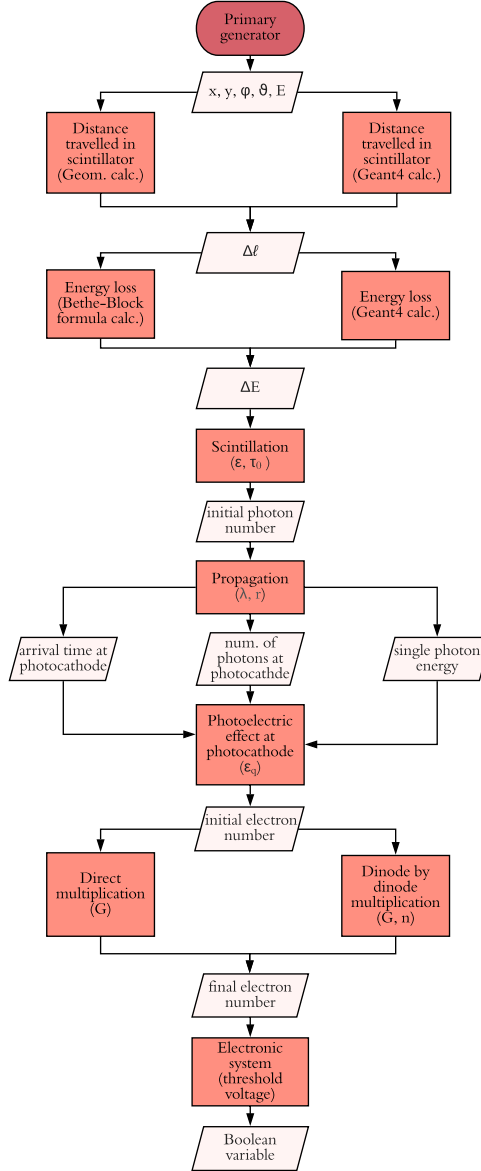 Primary
generator
x, y, φ, ϑ, E
Distance
travelled in
scintillator
(Geom. calc.)
Distance
travelled in
scintillator
(Geant4 calc.)
Δℓ
Energy loss
(Bethe-Block
formula calc.)
Energy loss
(Geant4 calc.)
ΔE
Scintillation
(ε, τ₀ )
initial photon
number
Propagation
(λ, r)
arrival time at
photocathode
num. of
photons at
photocathde
single photon
energy
Photoelectric
effect at
photocathode
(ε_q)
initial electron
number
Direct
multiplication
(G)
Dinode by
dinode
multiplication
(G, n)
final electron
number
Electronic
system
(threshold
voltage)
Boolean
variable